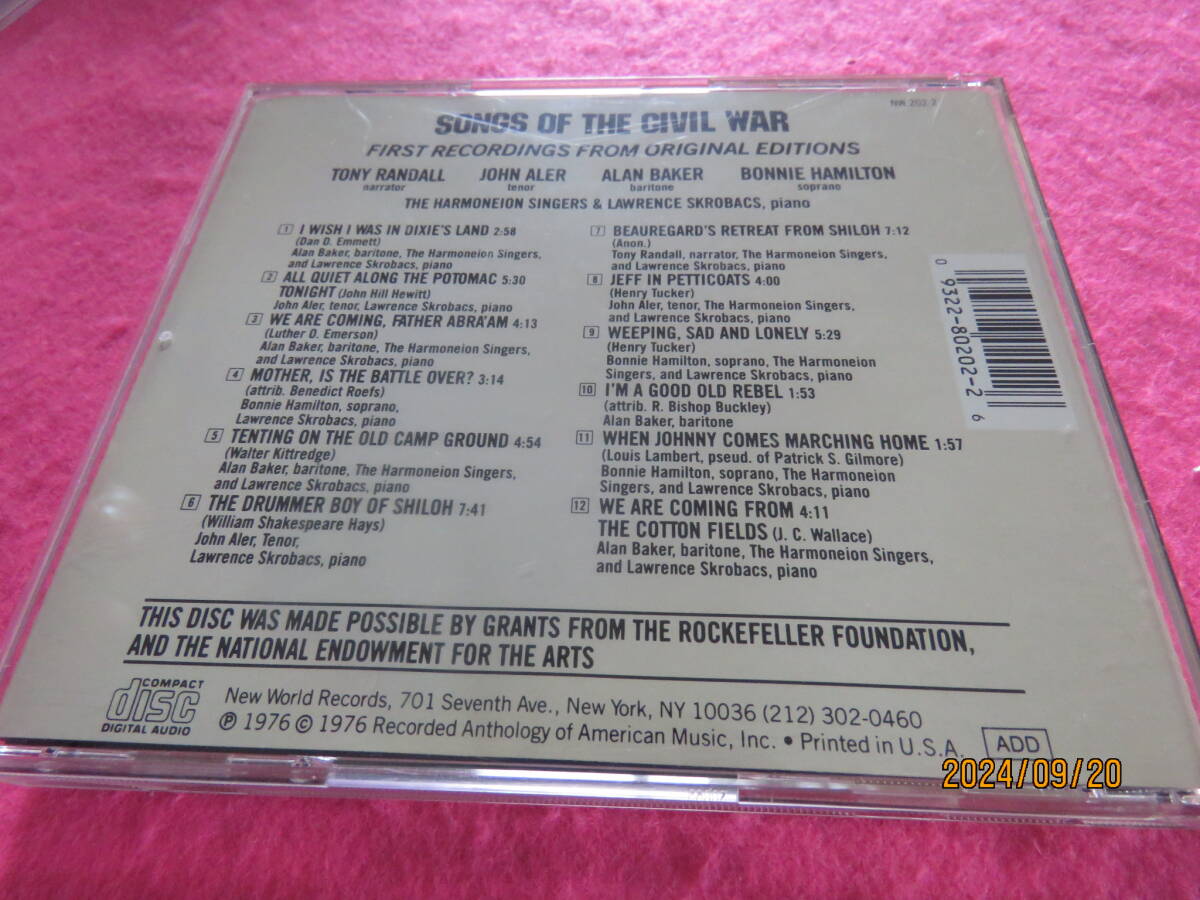 NW 202 2
SONGS OF THE CIVIL WAR
FIRST RECORDINGS FROM ORIGINAL EDITIONS
TONY RANDALL JOHN ALER ALAN BAKER BONNIE HAMILTON
narrator tenor baritone soprano
THE HARMONEION SINGERS & LAWRENCE SKROBACS, piano
1 I WISH I WAS IN DIXIE'S LAND 2:58
(Dan D. Emmett)
Alan Baker, baritone, The Harmoneion Singers,
and Lawrence Skrobacs, piano
2 ALL QUIET ALONG THE POTOMAC 5:30
TONIGHT (John Hill Hewitt)
John Aler, tenor, Lawrence Skrobacs, piano
3 WE ARE COMING, FATHER ABRA'AM 4:13
(Luther O. Emerson)
Alan Baker, baritone, The Harmoneion Singers,
and Lawrence Skrobacs, piano
4 MOTHER, IS THE BATTLE OVER? 3:14
(attrib. Benedict Roefs)
Bonnie Hamilton, soprano,
Lawrence Skrobacs, piano
5 TENTING ON THE OLD CAMP GROUND 4:54
(Walter Kittredge)
Alan Baker, baritone, The Harmoneion Singers,
and Lawrence Skrobacs, piano
6 THE DRUMMER BOY OF SHILOH 7:41
(William Shakespeare Hays)
John Aler, Tenor,
Lawrence Skrobacs, piano
7 BEAUREGARD'S RETREAT FROM SHILOH 7:12
(Anon.)
Tony Randall, narrator, The Harmoneion Singers,
and Lawrence Skrobacs, piano
8 JEFF IN PETTICOATS 4:00
(Henry Tucker)
John Aler, tenor, The Harmoneion Singers,
and Lawrence Skrobacs, piano
9 WEEPING, SAD AND LONELY 5:29
(Henry Tucker)
Bonnie Hamilton, soprano, The Harmoneion
Singers, and Lawrence Skrobacs, piano
10 I'M A GOOD OLD REBEL 1:53
(attrib. R. Bishop Buckley)
Alan Baker, baritone
11 WHEN JOHNNY COMES MARCHING HOME 1:57
(Louis Lambert, pseud. of Patrick S. Gilmore)
Bonnie Hamilton, soprano, The Harmoneion
Singers, and Lawrence Skrobacs, piano
12 WE ARE COMING FROM 4:11
THE COTTON FIELDS (J. C. Wallace)
Alan Baker, baritone, The Harmoneion Singers,
and Lawrence Skrobacs, piano
0 9322-80202-2 6
THIS DISC WAS MADE POSSIBLE BY GRANTS FROM THE ROCKEFELLER FOUNDATION,
AND THE NATIONAL ENDOWMENT FOR THE ARTS
COMPACT
disc
DIGITAL AUDIO
New World Records, 701 Seventh Ave., New York, NY 10036 (212) 302-0460
℗ 1976 © 1976 Recorded Anthology of American Music, Inc. • Printed in U.S.A.
ADD
2024/09/20